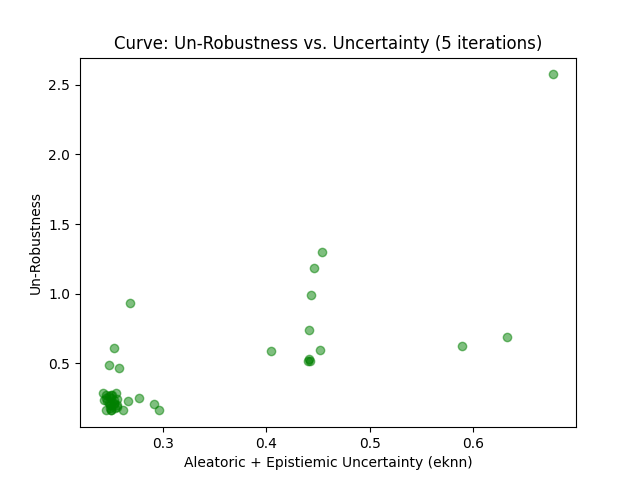 Curve: Un-Robustness vs. Uncertainty (5 iterations)
2.5
2.0
1.5
1.0
0.5
Un-Robustness
0.3 0.4 0.5 0.6
Aleatoric + Epistiemic Uncertainty (eknn)